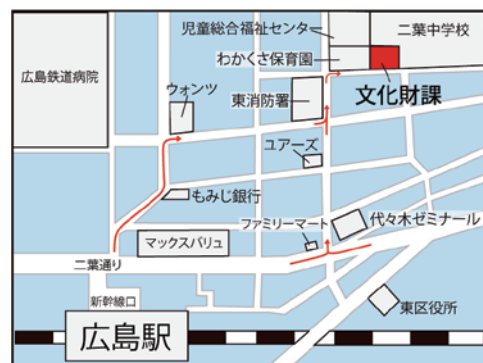 児童総合福祉センタ
二葉中学校
わかくさ保育園
広島鉄道病院
ウォンツ
東消防署
文化財課
ユアーズ
もみじ銀行
ファミリーマート
代々木ゼミナール
マックスバリュ
二葉通り
新幹線口
東区役所
広島駅